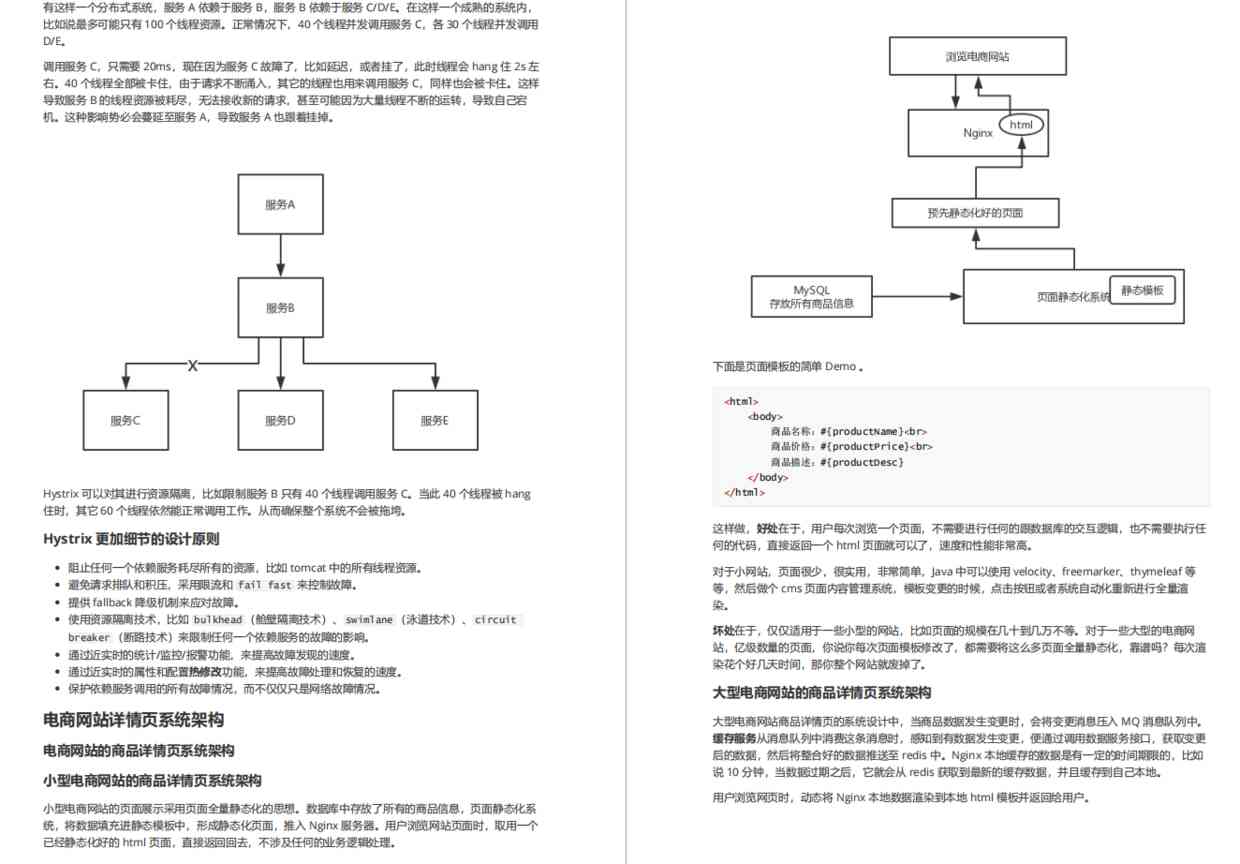 有这样一个分布式系统，服务 A 依赖于服务 B，服务 B 依赖于服务 C/D/E。在这样一个成熟的系统内，
比如说最多可能只有 100 个线程资源。正常情况下，40 个线程并发调用服务 C，各 30 个线程并发调用
D/E。
调用服务 C，只需要 20ms，现在因为服务 C 故障了，比如延迟，或者挂了，此时线程会 hang 住 2s 左
右。40 个线程全部被卡住，由于请求不断涌入，其它的线程也用来调用服务 C，同样也会被卡住。这样
导致服务 B 的线程资源被耗尽，无法接收新的请求，甚至可能因为大量线程不断的运转，导致自己宕
机。这种影响势必会蔓延至服务 A，导致服务 A 也跟着挂掉。
服务A
服务B
X
服务C
服务D
服务E
Hystrix 可以对其进行资源隔离，比如限制服务 B 只有 40 个线程调用服务 C。当此 40 个线程被 hang
住时，其它 60 个线程依然能正常调用工作。从而确保整个系统不会被拖垮。
Hystrix 更加细节的设计原则
• 阻止任何一个依赖服务耗尽所有的资源，比如 tomcat 中的所有线程资源。
• 避免请求排队和积压，采用限流和 fail fast 来控制故障。
• 提供 fallback 降级机制来应对故障。
• 使用资源隔离技术，比如 bulkhead（舱壁隔离技术）、swimlane（泳道技术）、circuit
breaker（断路技术）来限制任何一个依赖服务的故障的影响。
• 通过近实时的统计/监控/报警功能，来提高故障发现的速度。
• 通过近实时的属性和配置热修改功能，来提高故障处理和恢复的速度。
• 保护依赖服务调用的所有故障情况，而不仅仅只是网络故障情况。
电商网站详情页系统架构
电商网站的商品详情页系统架构
小型电商网站的商品详情页系统架构
小型电商网站的页面展示采用页面全量静态化的思想。数据库中存放了所有的商品信息，页面静态化系
统，将数据填充进静态模板中，形成静态化页面，推入 Nginx 服务器。用户浏览网站页面时，取用一个
已经静态化好的 html 页面，直接返回回去，不涉及任何的业务逻辑处理。
浏览电商网站
Nginx
html
预先静态化好的页面
MySQL
存放所有商品信息
页面静态化系统
静态模板
下面是页面模板的简单 Demo 。
<html>
<body>
商品名称：#{productName}<br>
商品价格：#{productPrice}<br>
商品描述：#{productDesc}
</body>
</html>
这样做，好处在于，用户每次浏览一个页面，不需要进行任何的跟数据库的交互逻辑，也不需要执行任
何的代码，直接返回一个 html 页面就可以了，速度和性能非常高。
对于小网站，页面很少，很实用，非常简单，Java 中可以使用 velocity、freemarker、thymeleaf 等
等，然后做个 cms 页面内容管理系统，模板变更的时候，点击按钮或者系统自动化重新进行全量渲
染。
坏处在于，仅仅适用于一些小型的网站，比如页面的规模在几十到几万不等。对于一些大型的电商网
站，亿级数量的页面，你说你每次页面模板修改了，都需要将这么多页面全量静态化，靠谱吗？每次渲
染花个好几天时间，那你整个网站就废掉了。
大型电商网站的商品详情页系统架构
大型电商网站商品详情页的系统设计中，当商品数据发生变更时，会将变更消息压入 MQ 消息队列中。
缓存服务从消息队列中消费这条消息时，感知到有数据发生变更，便通过调用数据服务接口，获取变更
后的数据，然后将整合好的数据推送至 redis 中。Nginx 本地缓存的数据是有一定的时间期限的，比如
说 10 分钟，当数据过期之后，它就会从 redis 获取到最新的缓存数据，并且缓存到自己本地。
用户浏览网页时，动态将 Nginx 本地数据渲染到本地 html 模板并返回给用户。